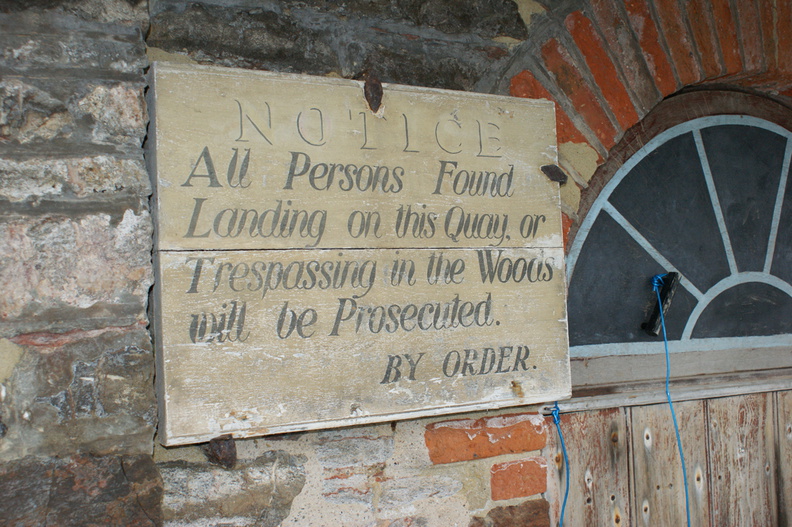 NOTICE
All Persons Found
Landing on this Quay, or
Trespassing in the Woods
will be Prosecuted.
BY ORDER.